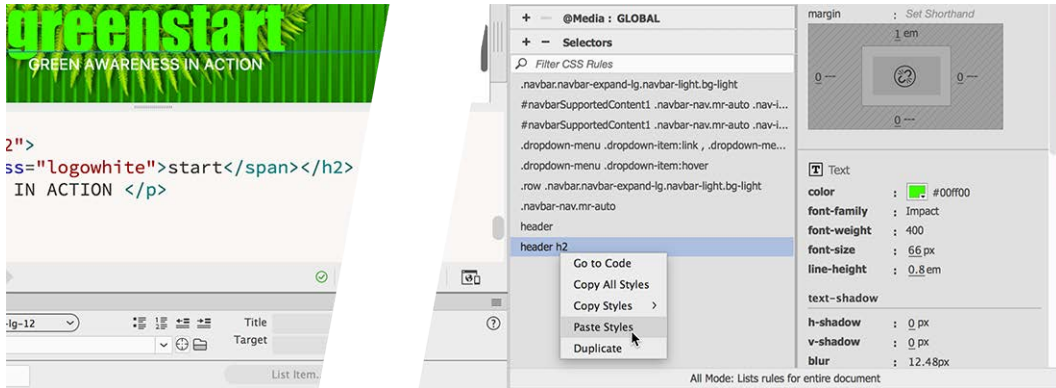 greenstart
GREEN AWARENESS IN ACTION
2">
ss="logowhite">start</span></h2>
IN ACTION </p>
-lg-12
Title
Target
List Item.
+ − @Media : GLOBAL
+ − Selectors
Filter CSS Rules
.navbar.navbar-expand-lg.navbar-light.bg-light
#navbarSupportedContent1 .navbar-nav.mr-auto .nav-i...
#navbarSupportedContent1 .navbar-nav.mr-auto .nav-i...
.dropdown-menu .dropdown-item:link , .dropdown-me...
.dropdown-menu .dropdown-item:hover
.row .navbar.navbar-expand-lg.navbar-light.bg-light
.navbar-nav.mr-auto
header
header h2
Go to Code
Copy All Styles
Copy Styles >
Paste Styles
Duplicate
margin : Set Shorthand
1 em
0 ---
0 ---
0 ---
T Text
color : #00ff00
font-family : Impact
font-weight : 400
font-size : 66 px
line-height : 0.8 em
text-shadow
h-shadow : 0 px
v-shadow : 0 px
blur : 12.48px
All Mode: Lists rules for entire document